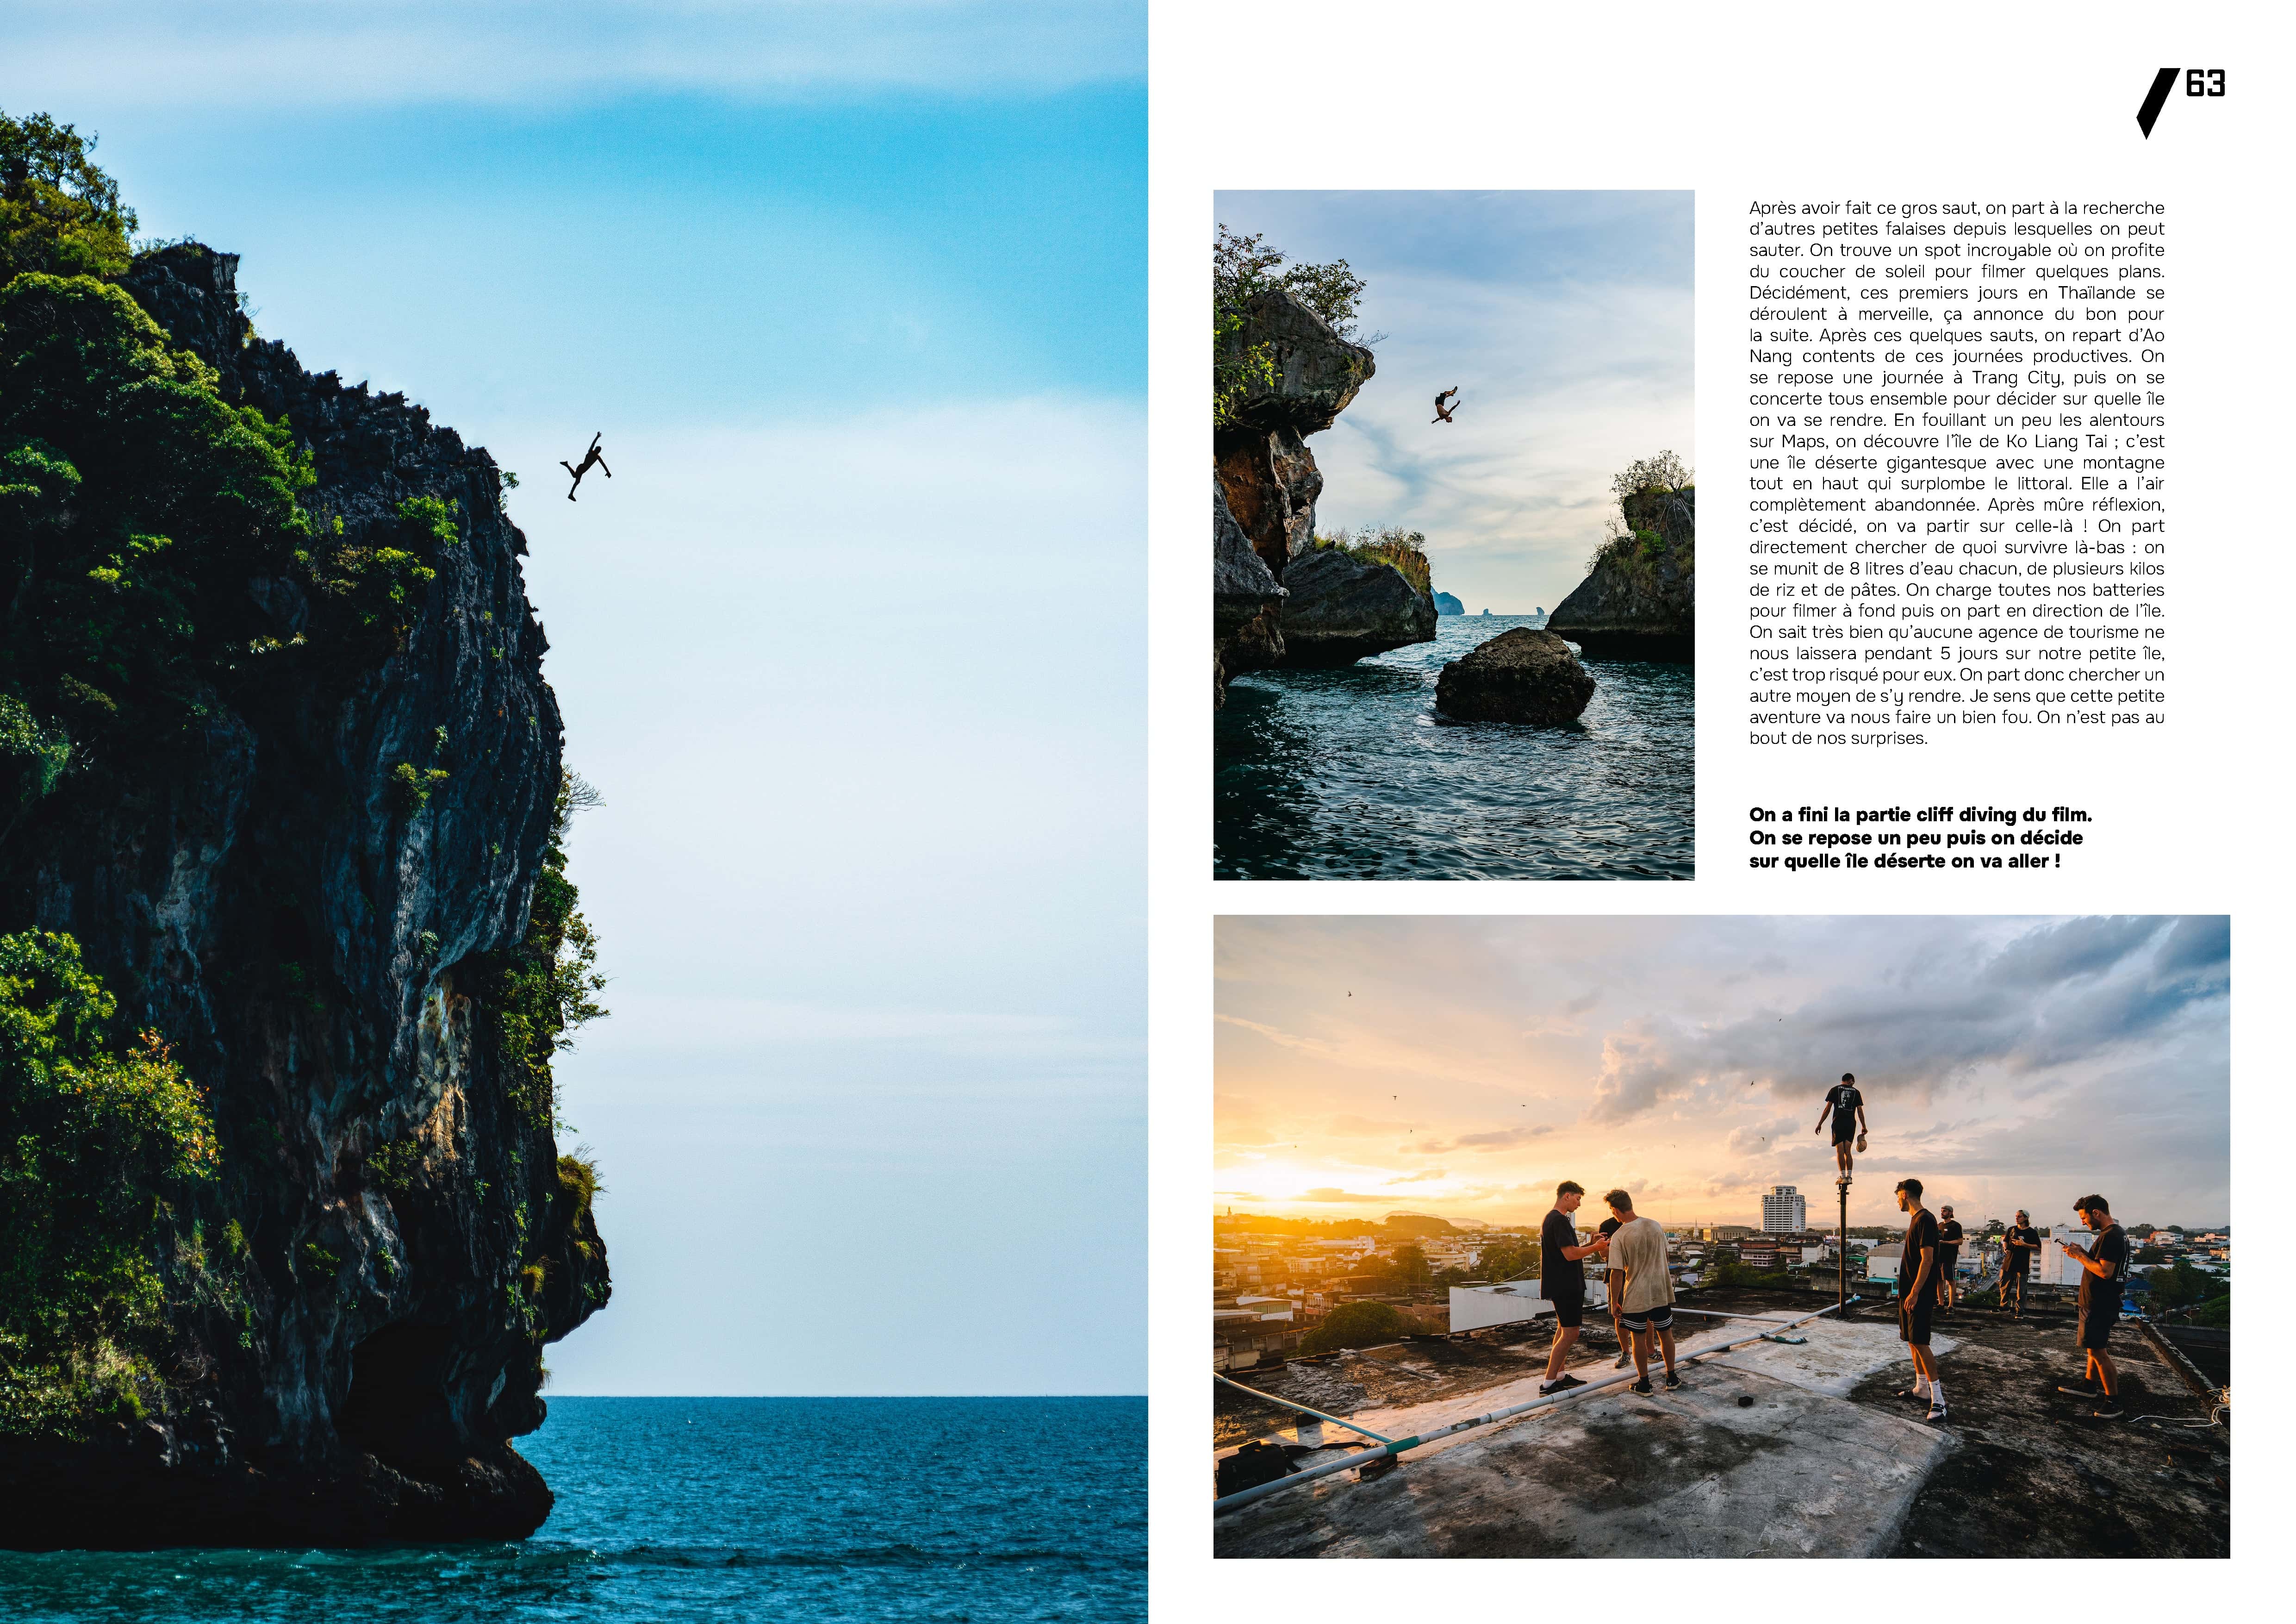 63
Après avoir fait ce gros saut, on part à la recherche
d'autres petites falaises depuis lesquelles on peut
sauter. On trouve un spot incroyable où on profite
du coucher de soleil pour filmer quelques plans.
Décidément, ces premiers jours en Thaïlande se
déroulent à merveille, ça annonce du bon pour
la suite. Après ces quelques sauts, on repart d'Ao
Nang contents de ces journées productives. On
se repose une journée à Trang City, puis on se
concerte tous ensemble pour décider sur quelle île
on va se rendre. En fouillant un peu les alentours
sur Maps, on découvre l'île de Ko Liang Tai ; c'est
une île déserte gigantesque avec une montagne
tout en haut qui surplombe le littoral. Elle a l'air
complètement abandonnée. Après mûre réflexion,
c'est décidé, on va partir sur celle-là ! On part
directement chercher de quoi survivre là-bas : on
se munit de 8 litres d'eau chacun, de plusieurs kilos
de riz et de pâtes. On charge toutes nos batteries
pour filmer à fond puis on part en direction de l'île.
On sait très bien qu'aucune agence de tourisme ne
nous laissera pendant 5 jours sur notre petite île,
c'est trop risqué pour eux. On part donc chercher un
autre moyen de s'y rendre. Je sens que cette petite
aventure va nous faire un bien fou. On n'est pas au
bout de nos surprises.
On a fini la partie cliff diving du film.
On se repose un peu puis on décide
sur quelle île déserte on va aller !